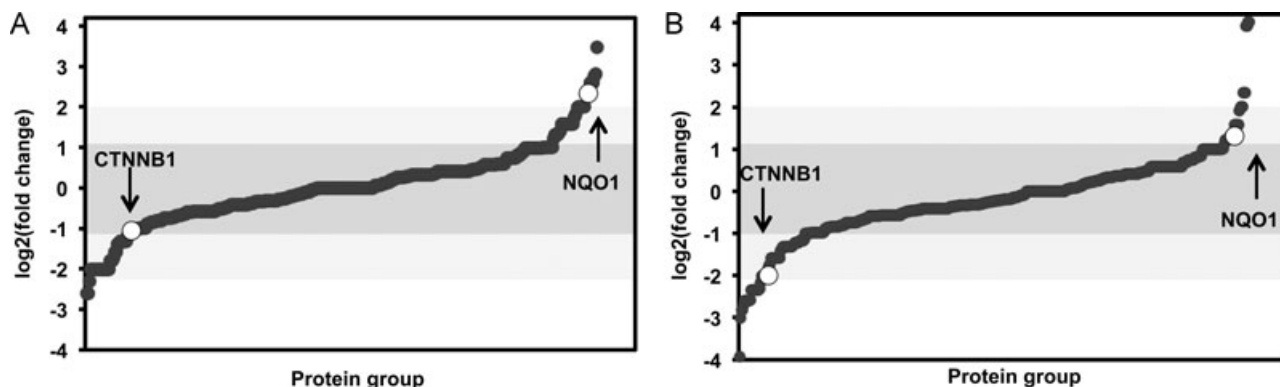 A
log2(fold change)
4
3
2
1
0
-1
-2
-3
-4
CTNNB1
NQO1
Protein group
B
log2(fold change)
4
3
2
1
0
-1
-2
-3
-4
CTNNB1
NQO1
Protein group